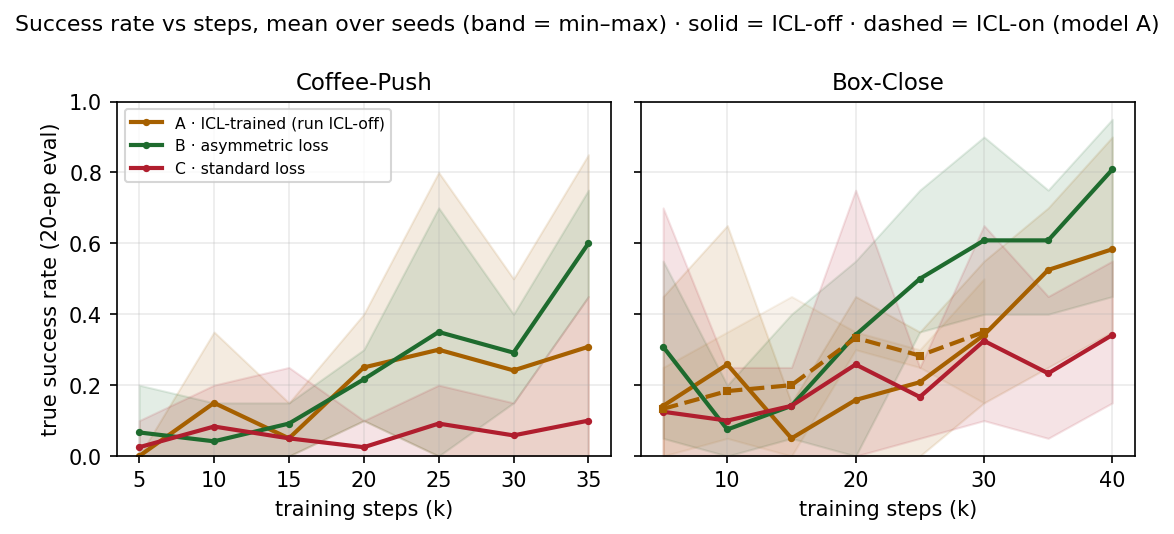 Success rate vs steps, mean over seeds (band = min–max) · solid = ICL-off · dashed = ICL-on (model A)
Coffee-Push
Box-Close
A · ICL-trained (run ICL-off)
B · asymmetric loss
C · standard loss
true success rate (20-ep eval)
1.0
0.8
0.6
0.4
0.2
0.0
5 10 15 20 25 30 35
10 20 30 40
training steps (k)
training steps (k)